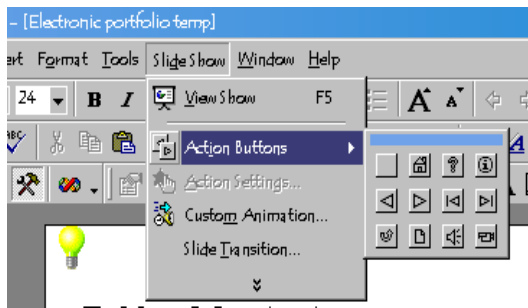 – [Electronic portfolio temp]
Format Tools Slide Show Window Help
24 B I A A
View Show F5
ABC
Action Buttons
A
Action Settings...
Custom Animation...
Slide Transition...